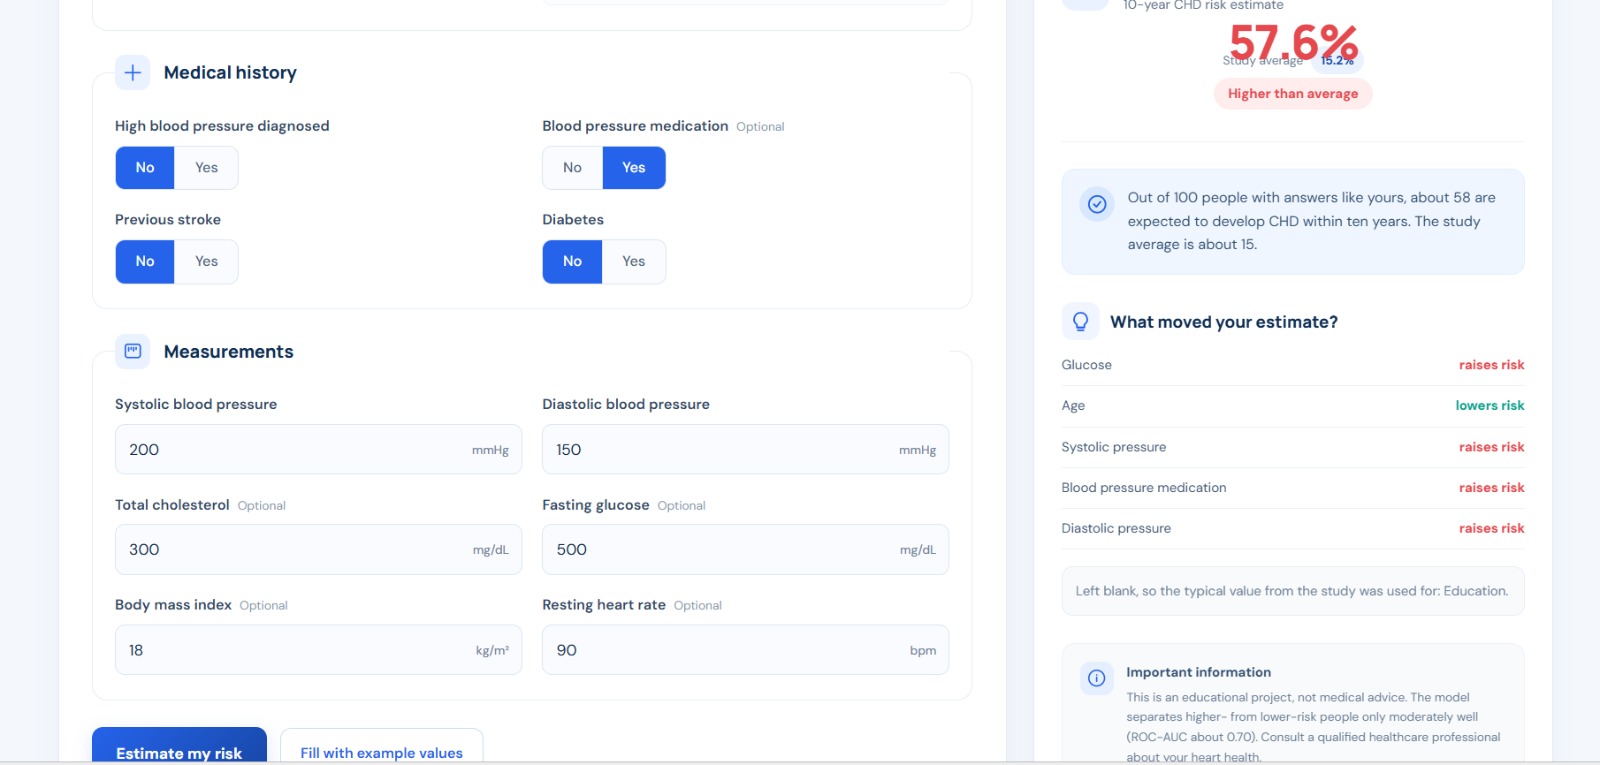 10-year CHD risk estimate
57.6%
Study average 15.2%
Higher than average
Medical history
High blood pressure diagnosed
No Yes
Blood pressure medication Optional
No Yes
Previous stroke
No Yes
Diabetes
No Yes
Measurements
Systolic blood pressure
200 mmHg
Diastolic blood pressure
150 mmHg
Total cholesterol Optional
300 mg/dL
Fasting glucose Optional
500 mg/dL
Body mass index Optional
18 kg/m²
Resting heart rate Optional
90 bpm
Estimate my risk
Fill with example values
Out of 100 people with answers like yours, about 58 are
expected to develop CHD within ten years. The study
average is about 15.
What moved your estimate?
Glucose raises risk
Age lowers risk
Systolic pressure raises risk
Blood pressure medication raises risk
Diastolic pressure raises risk
Left blank, so the typical value from the study was used for: Education.
Important information
This is an educational project, not medical advice. The model
separates higher- from lower-risk people only moderately well
(ROC-AUC about 0.70). Consult a qualified healthcare professional
about your heart health.